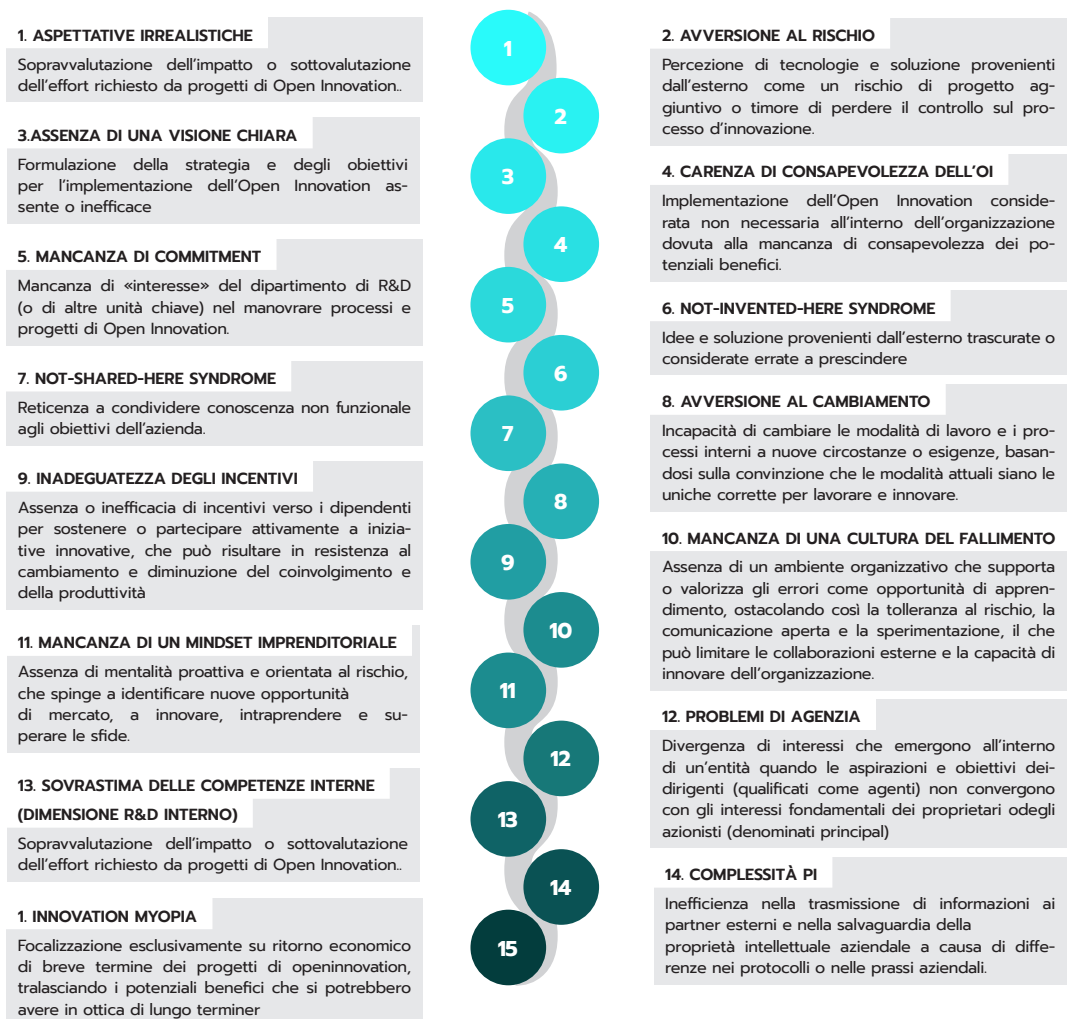 1. ASPETTATIVE IRREALISTICHE
Sopravvalutazione dell'impatto o sottovalutazione
dell'effort richiesto da progetti di Open Innovation..
1
2. AVVERSIONE AL RISCHIO
Percezione di tecnologie e soluzione provenienti
dall'esterno come un rischio di progetto ag-
giuntivo o timore di perdere il controllo sul pro-
cesso d'innovazione.
2
3.ASSENZA DI UNA VISIONE CHIARA
Formulazione della strategia e degli obiettivi
per l'implementazione dell'Open Innovation as-
sente o inefficace
3
4. CARENZA DI CONSAPEVOLEZZA DELL'OI
Implementazione dell'Open Innovation conside-
rata non necessaria all'interno dell'organizzazione
dovuta alla mancanza di consapevolezza dei po-
tenziali benefici.
4
5. MANCANZA DI COMMITMENT
Mancanza di «interesse» del dipartimento di R&D
(o di altre unità chiave) nel manovrare processi e
progetti di Open Innovation.
5
6. NOT-INVENTED-HERE SYNDROME
Idee e soluzione provenienti dall'esterno trascurate o
considerate errate a prescindere
6
7. NOT-SHARED-HERE SYNDROME
Reticenza a condividere conoscenza non funzionale
agli obiettivi dell'azienda.
7
8. AVVERSIONE AL CAMBIAMENTO
Incapacità di cambiare le modalità di lavoro e i pro-
cessi interni a nuove circostanze o esigenze, basan-
dosi sulla convinzione che le modalità attuali siano le
uniche corrette per lavorare e innovare.
8
9. INADEGUATEZZA DEGLI INCENTIVI
Assenza o inefficacia di incentivi verso i dipendenti
per sostenere o partecipare attivamente a inizia-
tive innovative, che può risultare in resistenza al
cambiamento e diminuzione del coinvolgimento e
della produttività
9
10. MANCANZA DI UNA CULTURA DEL FALLIMENTO
Assenza di un ambiente organizzativo che supporta
o valorizza gli errori come opportunità di appren-
dimento, ostacolando così la tolleranza al rischio, la
comunicazione aperta e la sperimentazione, il che
può limitare le collaborazioni esterne e la capacità di
innovare dell'organizzazione.
10
11. MANCANZA DI UN MINDSET IMPRENDITORIALE
Assenza di mentalità proattiva e orientata al rischio,
che spinge a identificare nuove opportunità
di mercato, a innovare, intraprendere e su-
perare le sfide.
11
12. PROBLEMI DI AGENZIA
Divergenza di interessi che emergono all'interno
di un'entità quando le aspirazioni e obiettivi dei-
dirigenti (qualificati come agenti) non convergono
con gli interessi fondamentali dei proprietari odegli
azionisti (denominati principal)
12
13. SOVRASTIMA DELLE COMPETENZE INTERNE
(DIMENSIONE R&D INTERNO)
Sopravvalutazione dell'impatto o sottovalutazione
dell'effort richiesto da progetti di Open Innovation..
13
14. COMPLESSITÀ PI
Inefficienza nella trasmissione di informazioni ai
partner esterni e nella salvaguardia della
proprietà intellettuale aziendale a causa di diffe-
renze nei protocolli o nelle prassi aziendali.
14
1. INNOVATION MYOPIA
Focalizzazione esclusivamente su ritorno economico
di breve termine dei progetti di openinnovation,
tralasciando i potenziali benefici che si potrebbero
avere in ottica di lungo terminer
15